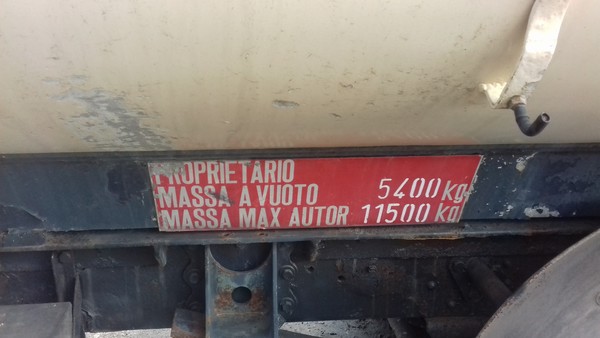 PROPRIETARIO
MASSA A VUOTO 5400 kg
MASSA MAX AUTOR 11500 kg